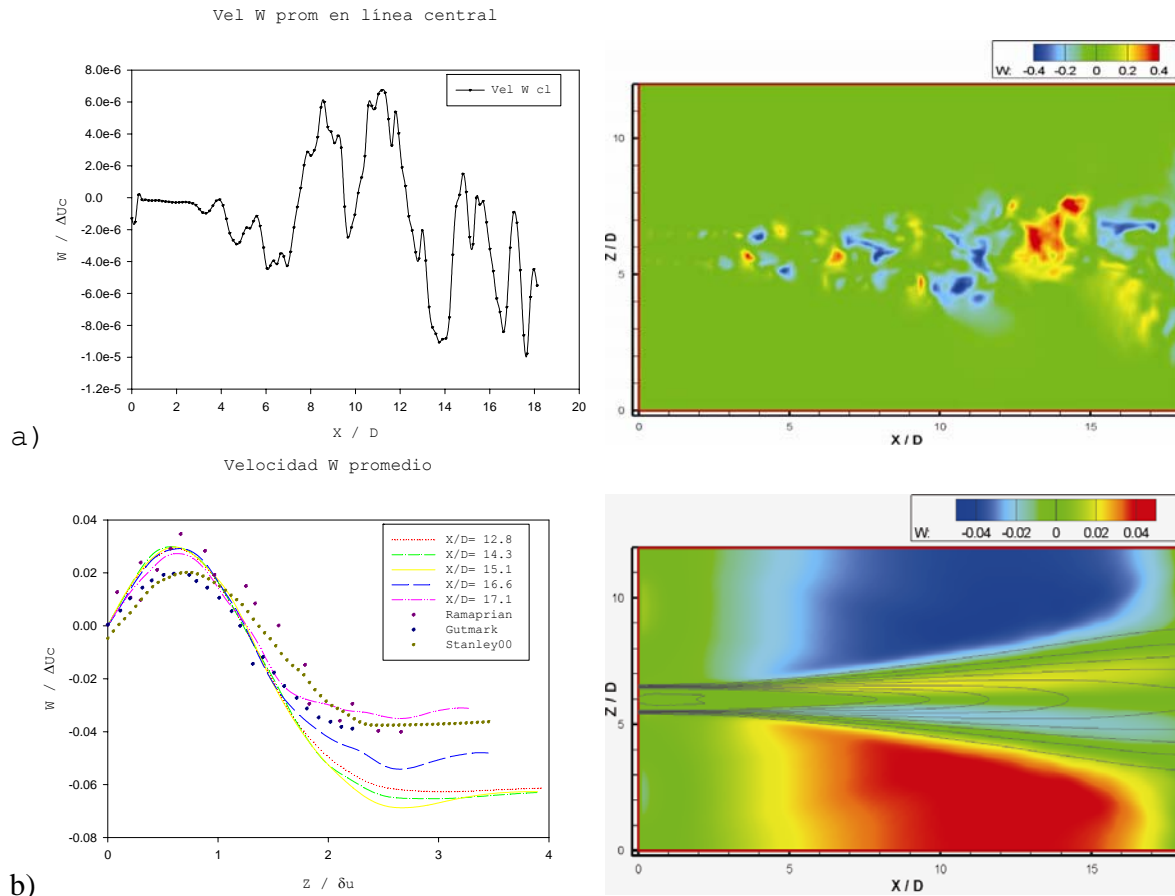 Vel W prom en línea central
W / ΔUc
8.0e-6
6.0e-6
4.0e-6
2.0e-6
0.0
-2.0e-6
-4.0e-6
-6.0e-6
-8.0e-6
-1.0e-5
-1.2e-5
Vel W cl
0 2 4 6 8 10 12 14 16 18 20
X / D
W: -0.4 -0.2 0 0.2 0.4
Z / D
10
5
0
0 5 10 15
X / D
a)
Velocidad W promedio
W / ΔUc
0.04
0.02
0.00
-0.02
-0.04
-0.06
-0.08
X/D= 12.8
X/D= 14.3
X/D= 15.1
X/D= 16.6
X/D= 17.1
Ramaprian
Gutmark
Stanley00
0 1 2 3 4
Z / δu
W: -0.04 -0.02 0 0.02 0.04
Z / D
10
5
0
0 5 10 15
X / D
b)